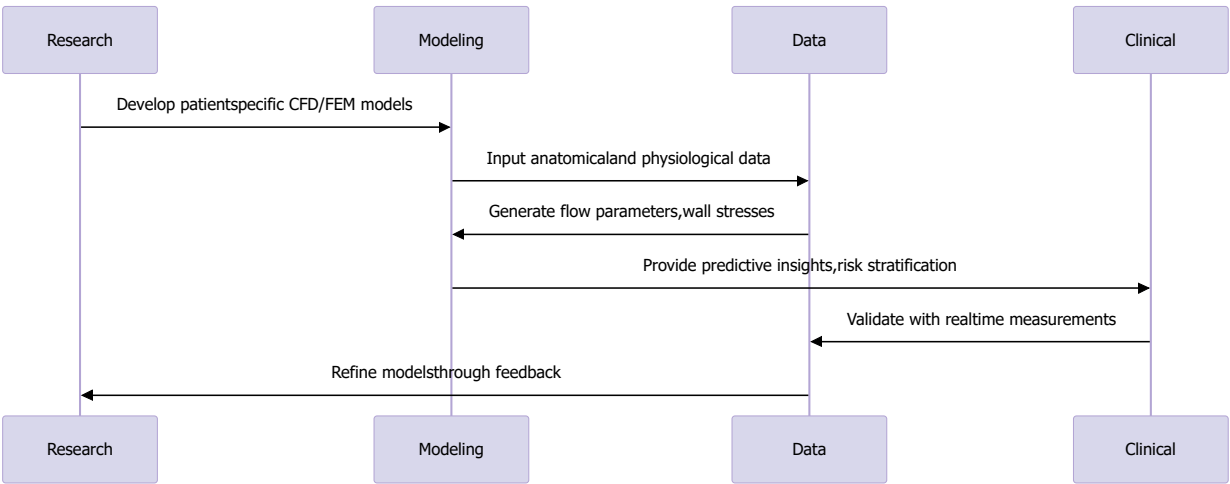 Research
Modeling
Data
Clinical
Develop patientspecific CFD/FEM models
Input anatomicaland physiological data
Generate flow parameters,wall stresses
Provide predictive insights,risk stratification
Validate with realtime measurements
Refine modelsthrough feedback
Research
Modeling
Data
Clinical